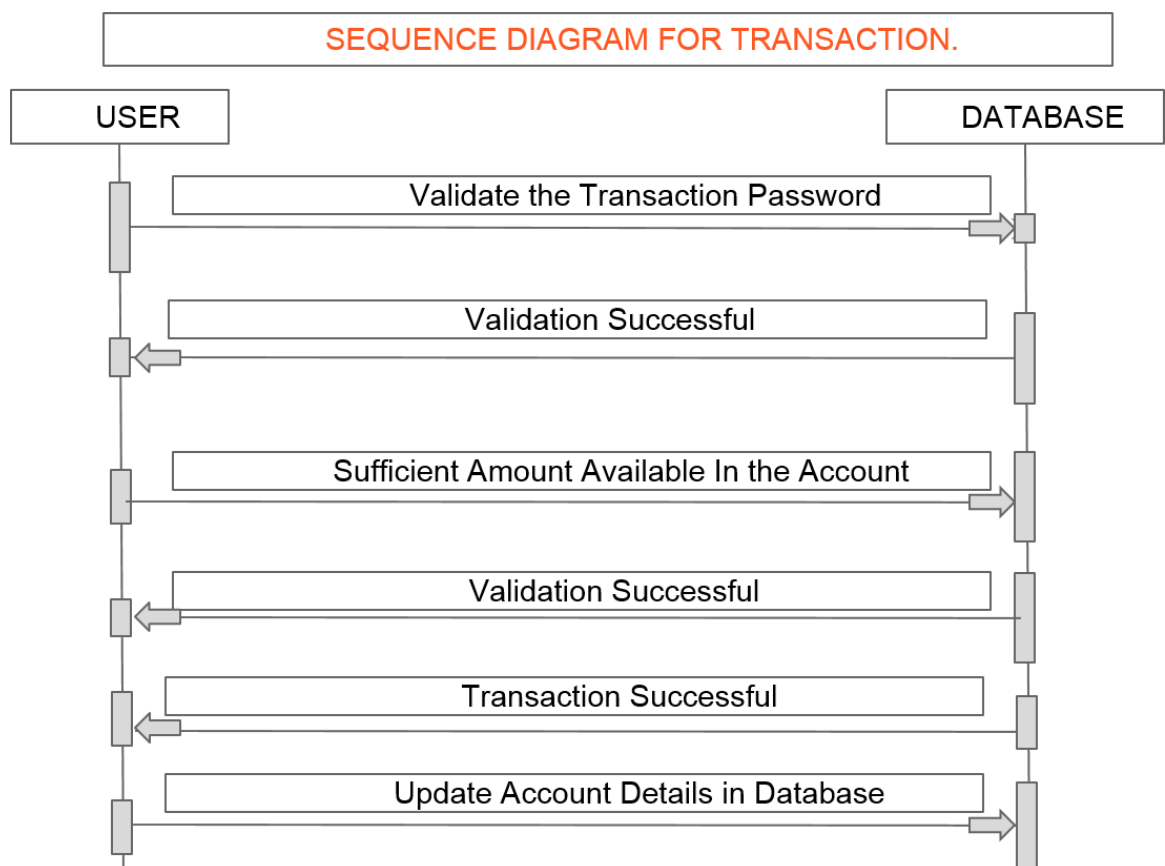 SEQUENCE DIAGRAM FOR TRANSACTION.
USER
DATABASE
Validate the Transaction Password
Validation Successful
Sufficient Amount Available In the Account
Validation Successful
Transaction Successful
Update Account Details in Database